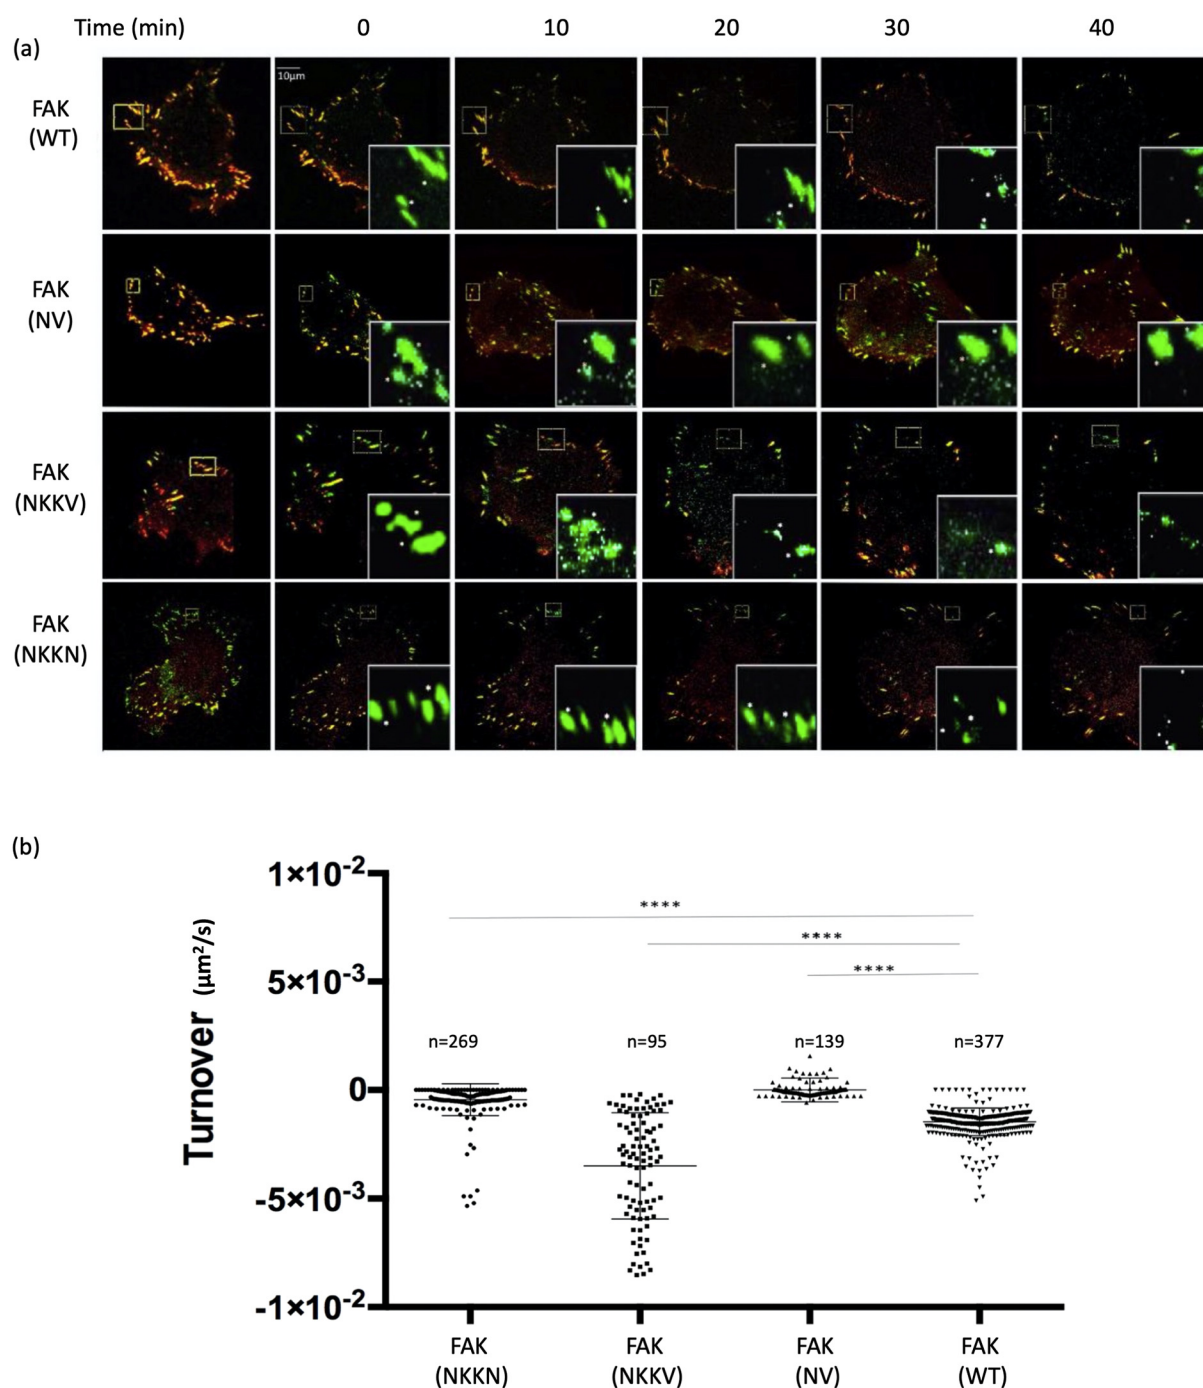 Time (min) 0 10 20 30 40
(a)
10μm
FAK
(WT)
FAK
(NV)
FAK
(NKKV)
FAK
(NKKN)
(b)
Turnover (μm²/s)
1×10⁻²
5×10⁻³
0
-5×10⁻³
-1×10⁻²
****
****
****
n=269 n=95 n=139 n=377
FAK FAK FAK FAK
(NKKN) (NKKV) (NV) (WT)